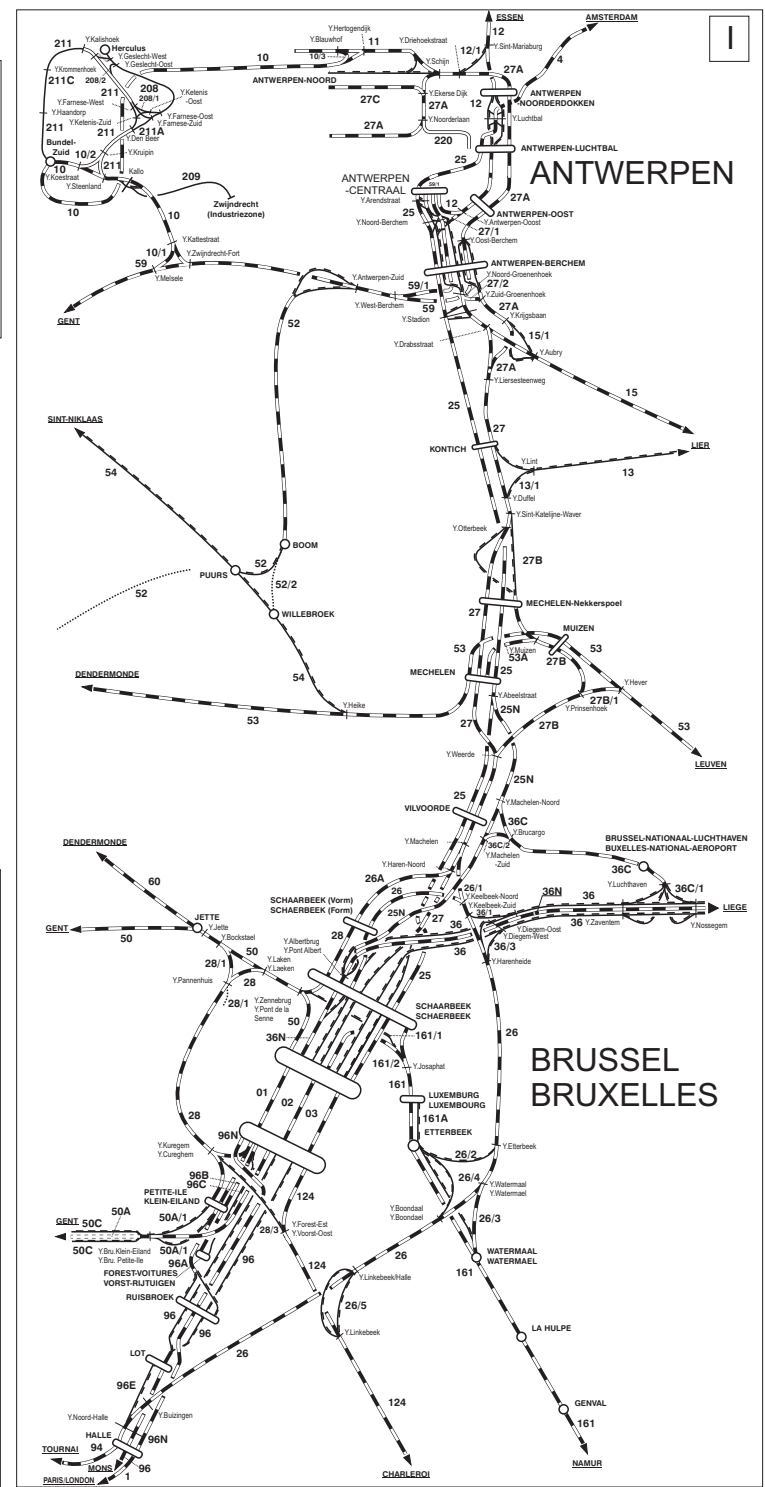 I
ESSEN
AMSTERDAM
12
4
Y.Sint-Mariaburg
12/1
Y.Driehoekstraat
Y.Hertogendijk
Y.Blauwhof
11
10/3
Y.Schijn
10
27A
ANTWERPEN-NOORD
27C
Y.Ekerse Dijk
27A
27A
Y.Noorderlaan
220
12
ANTWERPEN
-NOORDERDOKKEN
Y.Luchtbal
ANTWERPEN-LUCHTBAL
25
ANTWERPEN
211
Y.Kalishoek
Herculus
Y.Geslecht-West
Y.Geslecht-Oost
Y.Krommenhoek
211C
208/2
211
208
208/1
Y.Ketenis
-Oost
Y.Farnese-West
Y.Haandorp
Y.Ketenis-Zuid
Y.Farnese-Oost
Y.Farnese-Zuid
211
211
211A
Y.Den Beer
Bundel-
Zuid
10/2
Y.Kruipin
10
211
Y.Koestraat
Y.Steenland
Kallo
209
10
Zwijndrecht
(Industriezone)
10
Y.Kattestraat
10/1
Y.Zwijndrecht-Fort
59
Y.Melsele
GENT
ANTWERPEN
-CENTRAAL
59/1
Y.Arendstraat
12
27A
ANTWERPEN-OOST
25
Y.Noord-Berchem
Y.Antwerpen-Ooost
27/1
Y.Oost-Berchem
ANTWERPEN-BERCHEM
Y.Antwerpen-Zuid
59/1
Y.Noord-Groenenhoek
27/2
Y.Zuid-Groenenhoek
Y.West-Berchem
59
27A
52
Y.Stadion
Y.Krijgsbaan
15/1
Y.Drabsstraat
Y.Aubry
27A
Y.Liersesteenweg
25
15
SINT-NIKLAAS
27
LIER
KONTICH
54
Y.Lint
13/1
13
Y.Duffel
Y.Sint-Katelijne-Waver
Y.Otterbeek
BOOM
27B
52
PUURS
52
52/2
WILLEBROEK
27
MECHELEN-Nekkerspoel
MUIZEN
53
53A
Y.Muizen
53
27B
DENDERMONDE
54
MECHELEN
25
Y.Hever
Y.Abeelstraat
27B/1
25N
Y.Prinsenhoek
Y.Heike
53
27
27B
53
Y.Weerde
LEUVEN
25N
25
Y.Machelen-Noord
VILVOORDE
36C
DENDERMONDE
Y.Brucargo
BRUSSEL-NATIONAAL-LUCHTHAVEN
BUXELLES-NATIONAL-AEROPORT
Y.Machelen
36C/2
Y.Machelen
-Zuid
36C
Y.Haren-Noord
60
26A
26
26/1
Y.Keelbeek-Noord
Y.Keelbeek-Zuid
Y.Luchthaven
36C/1
36N
SCHAARBEEK (Vorm)
SCHAERBEEK (Form)
25N
36/1
36
LIEGE
JETTE
27
36
Y.Diegem-Oost
Y.Diegem-West
Y.Zaventem
Y.Nossegem
GENT
Y.Jette
28
36
36/3
50
Y.Bockstael
Y.Albertbrug
Y.Pont Albert
Y.Harenheide
50
28/1
Y.Laken
Y.Laeken
25
28
Y.Pannenhuis
SCHAARBEEK
SCHAERBEEK
28/1
Y.Zennebrug
Y.Pont de la
Senne
50
161/1
26
36N
161/2
Y.Josaphat
BRUSSEL
BRUXELLES
161
01
LUXEMBURG
LUXEMBOURG
02
03
161A
28
ETTERBEEK
Y.Kuregem
Y.Cureghem
96N
26/2
Y.Etterbeek
96B
96C
26/4
Y.Watermaal
Y.Watermael
PETITE-ILE
KLEIN-EILAND
124
Y.Boondaal
Y.Boondael
GENT
50A
50A/1
26/3
50C
28/3
Y.Forest-Est
Y.Voorst-Oost
50C
Y.Bru.Klein-Eiland
Y.Bru. Petite-Ile
50A/1
96A
96
26
WATERMAAL
WATERMAEL
161
FOREST-VOITURES
VORST-RIJTUIGEN
124
Y.Linkebeek/Halle
RUISBROEK
26/5
96
Y.Linkebeek
LA HULPE
26
LOT
96E
124
GENVAL
Y.Noord-Halle
Y.Buizingen
161
HALLE
96N
TOURNAI
94
MONS
96
NAMUR
PARIS/LONDON
1
CHARLEROI